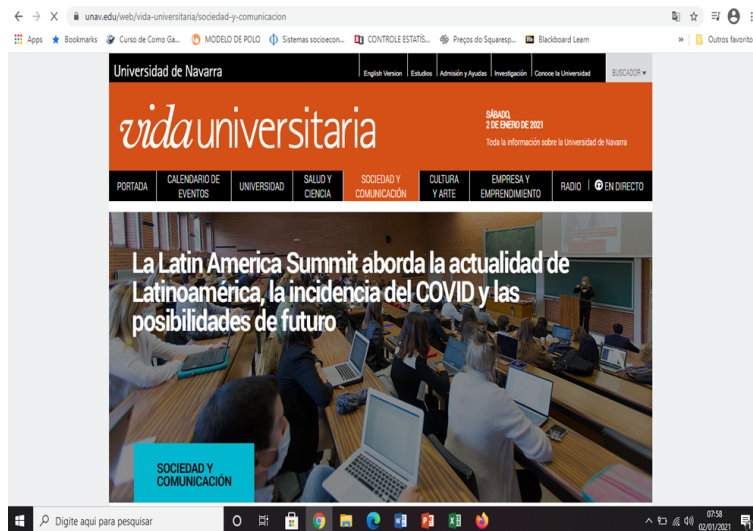 unav.edu/web/vida-universitaria/sociedad-y-comunicacion
Apps Bookmarks Curso de Como Ga... MODELO DE POLO Sistemas socioecon... CONTROLE ESTATÍS... Preços do Squaresp... Blackboard Learn » Outros favorito
Universidad de Navarra
English Version | Estudios | Admisión y Ayudas | Investigación | Conoce la Universidad
BUSCADOR
vida universitaria
SÁBADO,
2 DE ENERO DE 2021
Toda la información sobre la Universidad de Navarra
PORTADA
CALENDARIO DE
EVENTOS
UNIVERSIDAD
SALUD Y
CIENCIA
SOCIEDAD Y
COMUNICACIÓN
CULTURA
Y ARTE
EMPRESA Y
EMPRENDIMIENTO
RADIO | EN DIRECTO
La Latin America Summit aborda la actualidad de
Latinoamérica, la incidencia del COVID y las
posibilidades de futuro
SOCIEDAD Y
COMUNICACIÓN
Digite aqui para pesquisar
07:58
02/01/2021